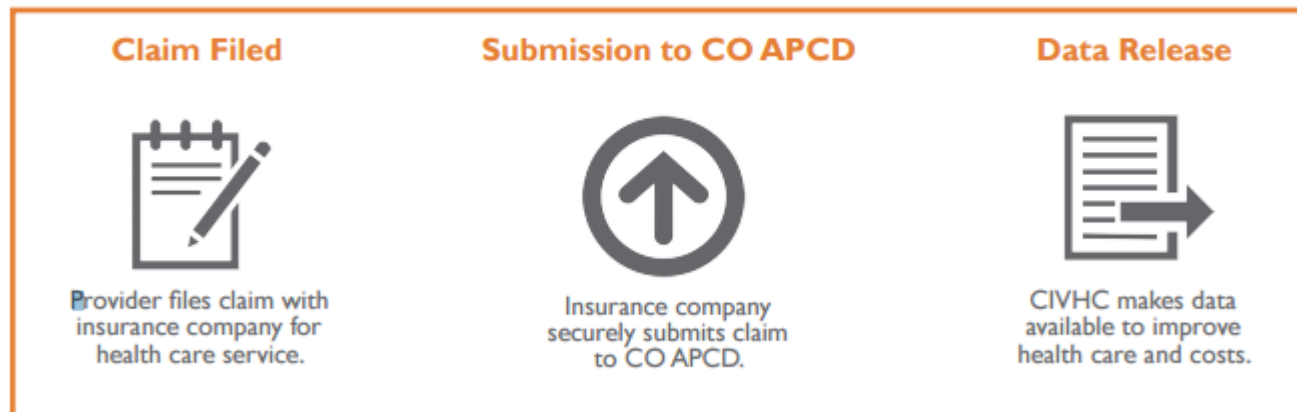 Claim Filed
Provider files claim with
insurance company for
health care service.
Submission to CO APCD
Insurance company
securely submits claim
to CO APCD.
Data Release
CIVHC makes data
available to improve
health care and costs.